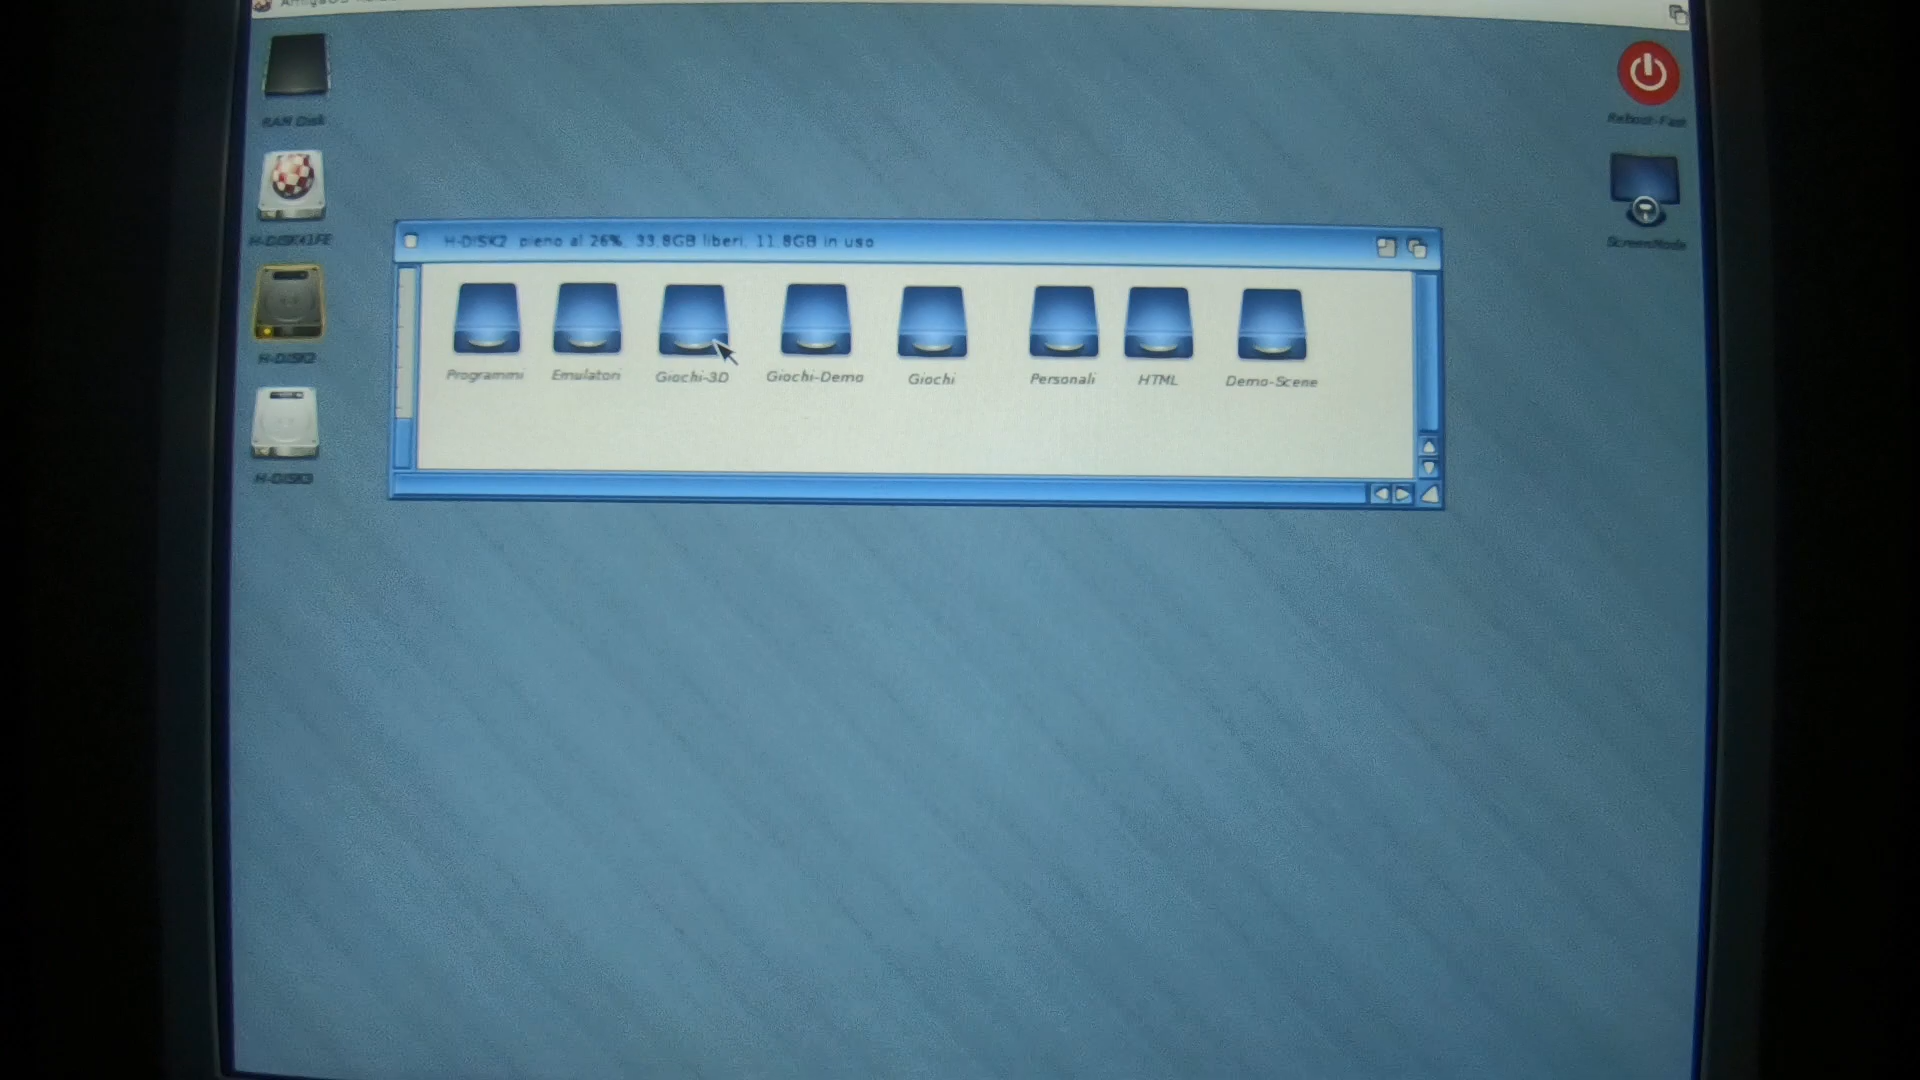 AmigaOS
RAM Disk
Reboot-Fast
H-DISK41FE
ScreenMode
H-DISK2 pieno al 26%, 33.8GB liberi, 11.8GB in uso
Programmi
Emulatori
Giochi-3D
Giochi-Demo
Giochi
Personali
HTML
Demo-Scene
H-DISK2
H-DISK3